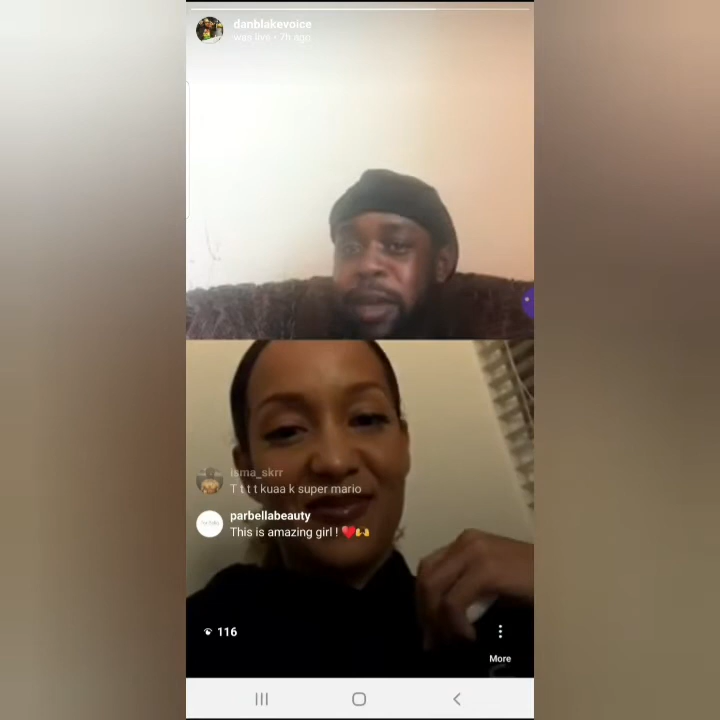 danblakevoice
was live • 7h ago
isma_skrr
T t t t kuaa k super mario
parbellabeauty
This is amazing girl ! ❤️🙌
116
More